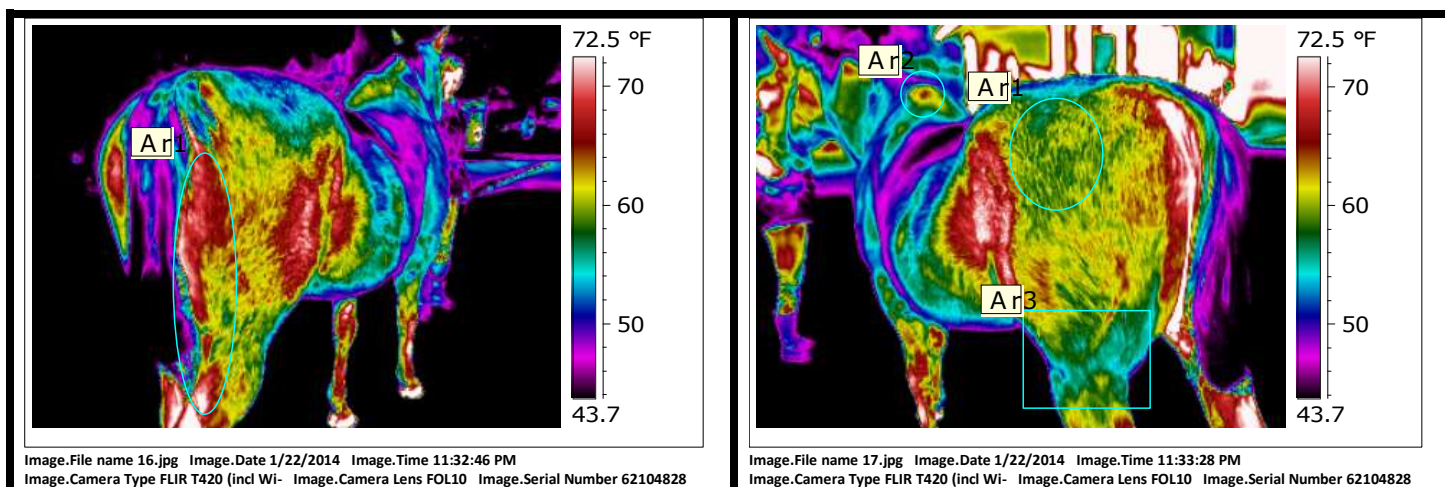 72.5 °F
70
60
50
43.7
Ar1
Image.File name 16.jpg Image.Date 1/22/2014 Image.Time 11:32:46 PM
Image.Camera Type FLIR T420 (incl Wi- Image.Camera Lens FOL10 Image.Serial Number 62104828
72.5 °F
70
60
50
43.7
Ar2
Ar1
Ar3
Image.File name 17.jpg Image.Date 1/22/2014 Image.Time 11:33:28 PM
Image.Camera Type FLIR T420 (incl Wi- Image.Camera Lens FOL10 Image.Serial Number 62104828